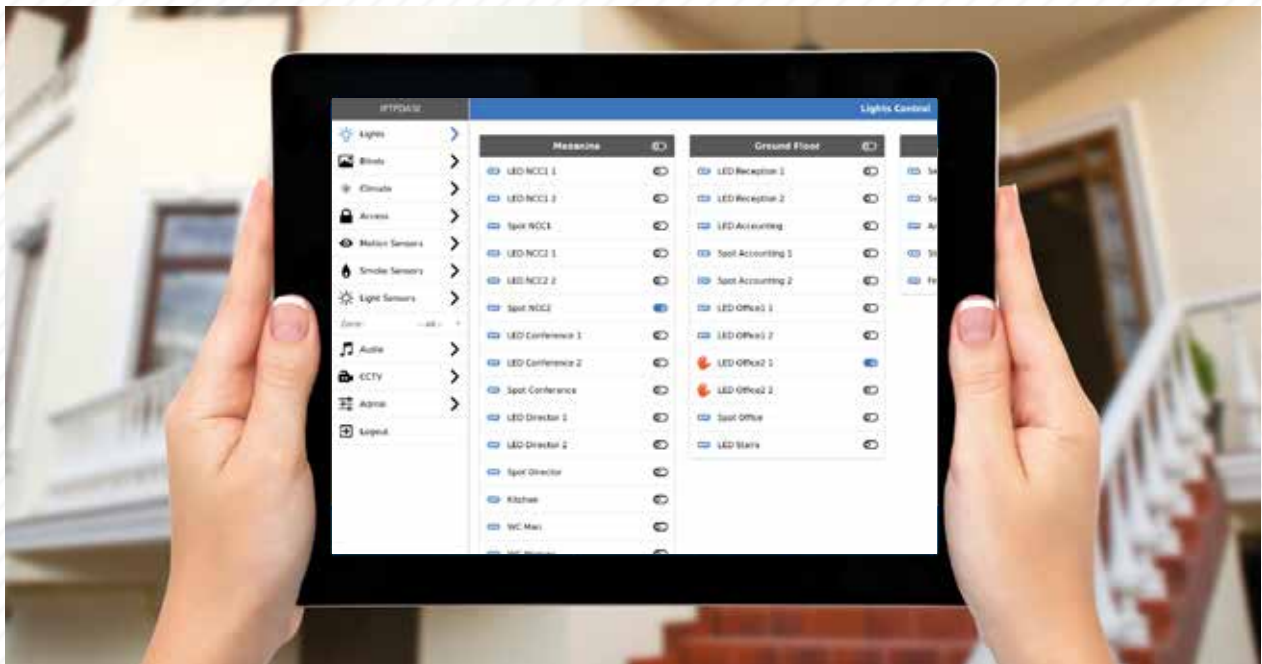 Lights Control
Lights
Blinds
Climate
Access
Motion Sensors
Smoke Sensors
Light Sensors
Zone:
Audio
CCTV
Admin
Logout
Mezanine
LED NCC1 1
LED NCC1 2
Spot NCC1
LED NCC2 1
LED NCC2 2
Spot NCC2
LED Conference 1
LED Conference 2
Spot Conference
LED Director 1
LED Director 2
Spot Director
Kitchen
WC Men
Ground Floor
LED Reception 1
LED Reception 2
LED Accounting
Spot Accounting 1
Spot Accounting 2
LED Office1 1
LED Office1 2
LED Office2 1
LED Office2 2
Spot Office
LED Stairs